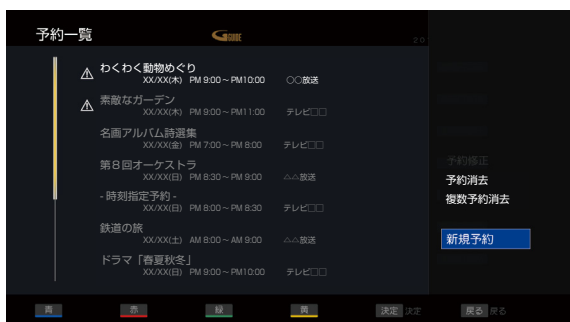 予約一覧
G GUIDE
わくわく動物めぐり
XX/XX(木) PM 9:00～PM10:00 ○○放送
素敵なガーデン
XX/XX(木) PM 9:00～PM11:00 テレビ□□
名画アルバム詩選集
XX/XX(金) PM 7:00～PM 8:00 テレビ□□
第8回オーケストラ
XX/XX(日) PM 8:30～PM 9:00 △△放送
- 時刻指定予約 -
XX/XX(日) PM 8:00～PM 8:30 テレビ□□
鉄道の旅
XX/XX(土) AM 8:00～AM 9:00 △△放送
ドラマ「春夏秋冬」
XX/XX(日) PM 9:00～PM10:00 テレビ□□
予約修正
予約消去
複数予約消去
新規予約
青 赤 緑 黄 決定 決定 戻る 戻る